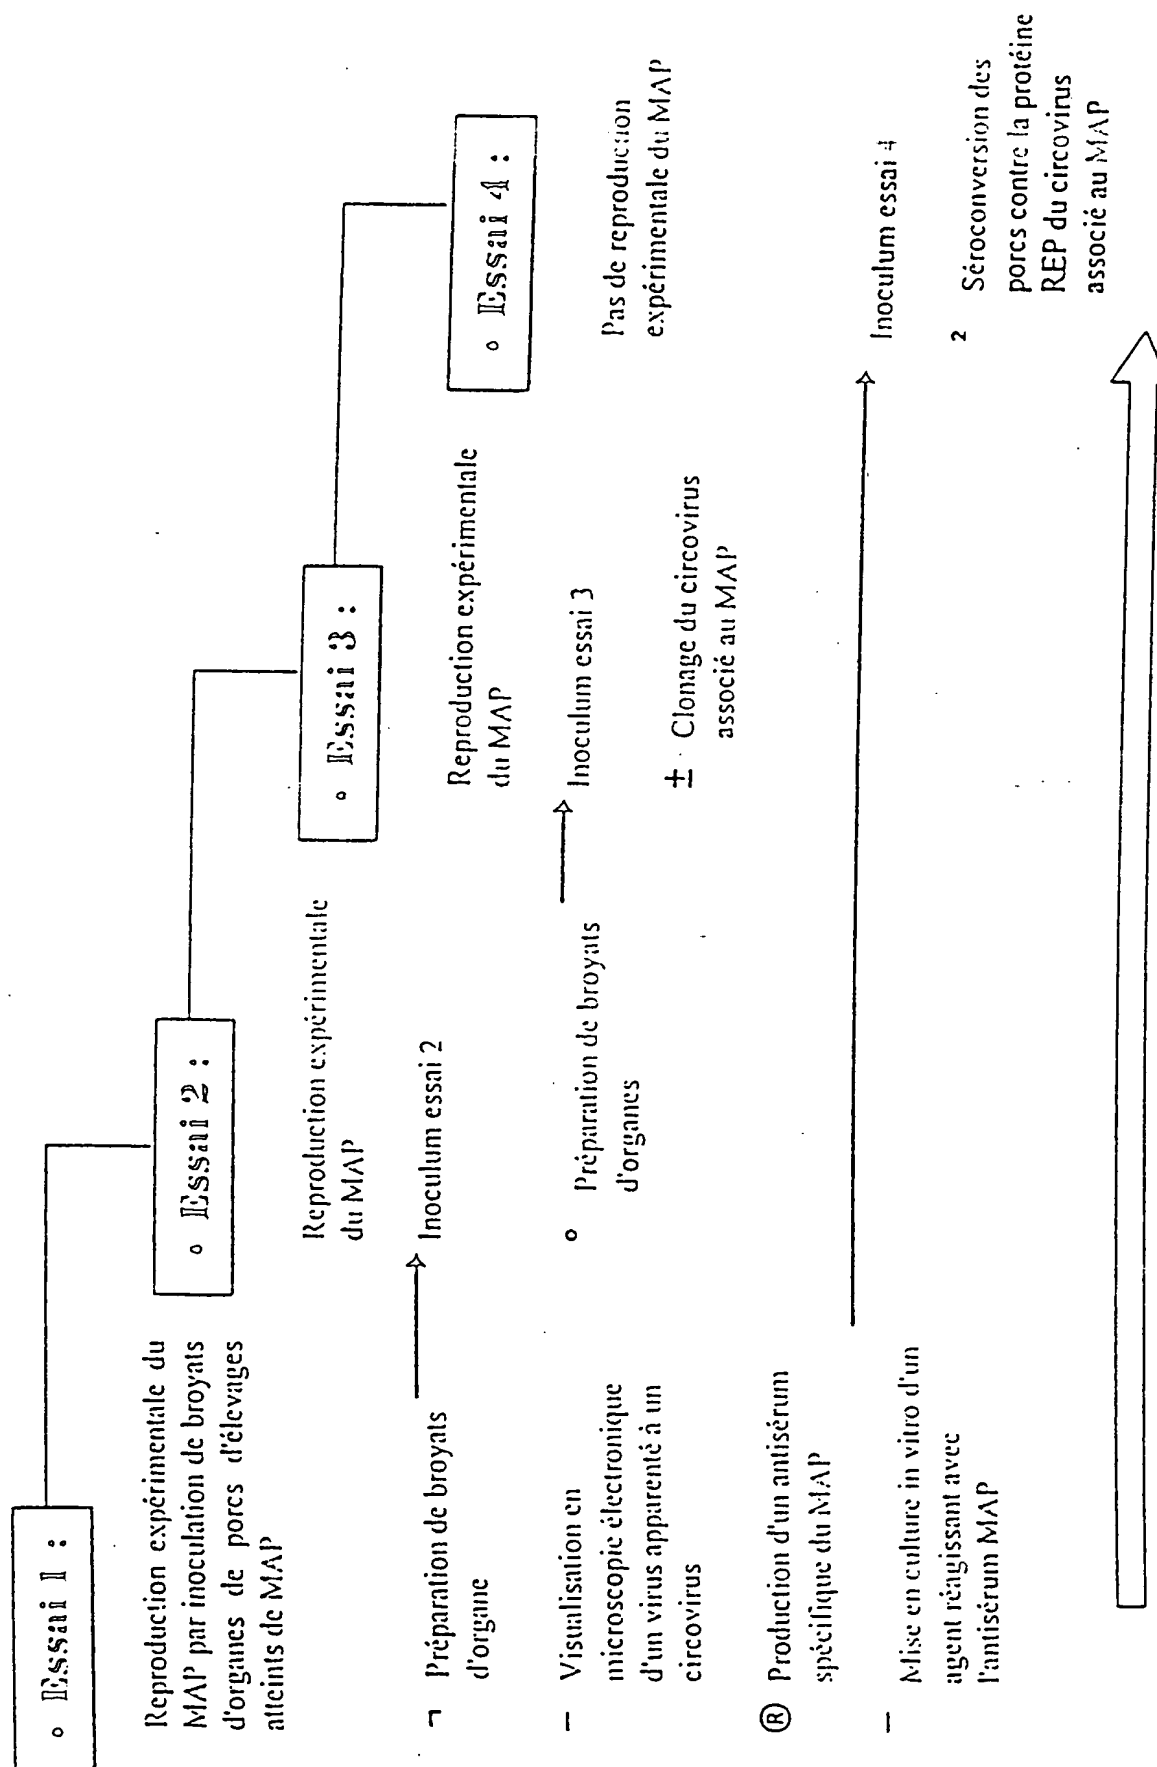 ° Essai 1 :
Reproduction expérimentale du
MAP par inoculation de broyats
d'organes de porcs d'élevages
atteints de MAP
¬ Préparation de broyats
d'organe
– Visualisation en
microscopie électronique
d'un virus apparenté à un
circovirus
® Production d'un antisérum
spécifique du MAP
– Mise en culture in vitro d'un
agent réagissant avec
l'antisérum MAP
° Essai 2 :
Reproduction expérimentale
du MAP
Inoculum essai 2
° Préparation de broyats
d'organes
° Essai 3 :
Reproduction expérimentale
du MAP
Inoculum essai 3
± Clonage du circovirus
associé au MAP
° Essai 4 :
Pas de reproduction
expérimentale du MAP
Inoculum essai 4
2 Séroconversion des
porcs contre la protéine
REP du circovirus
associé au MAP